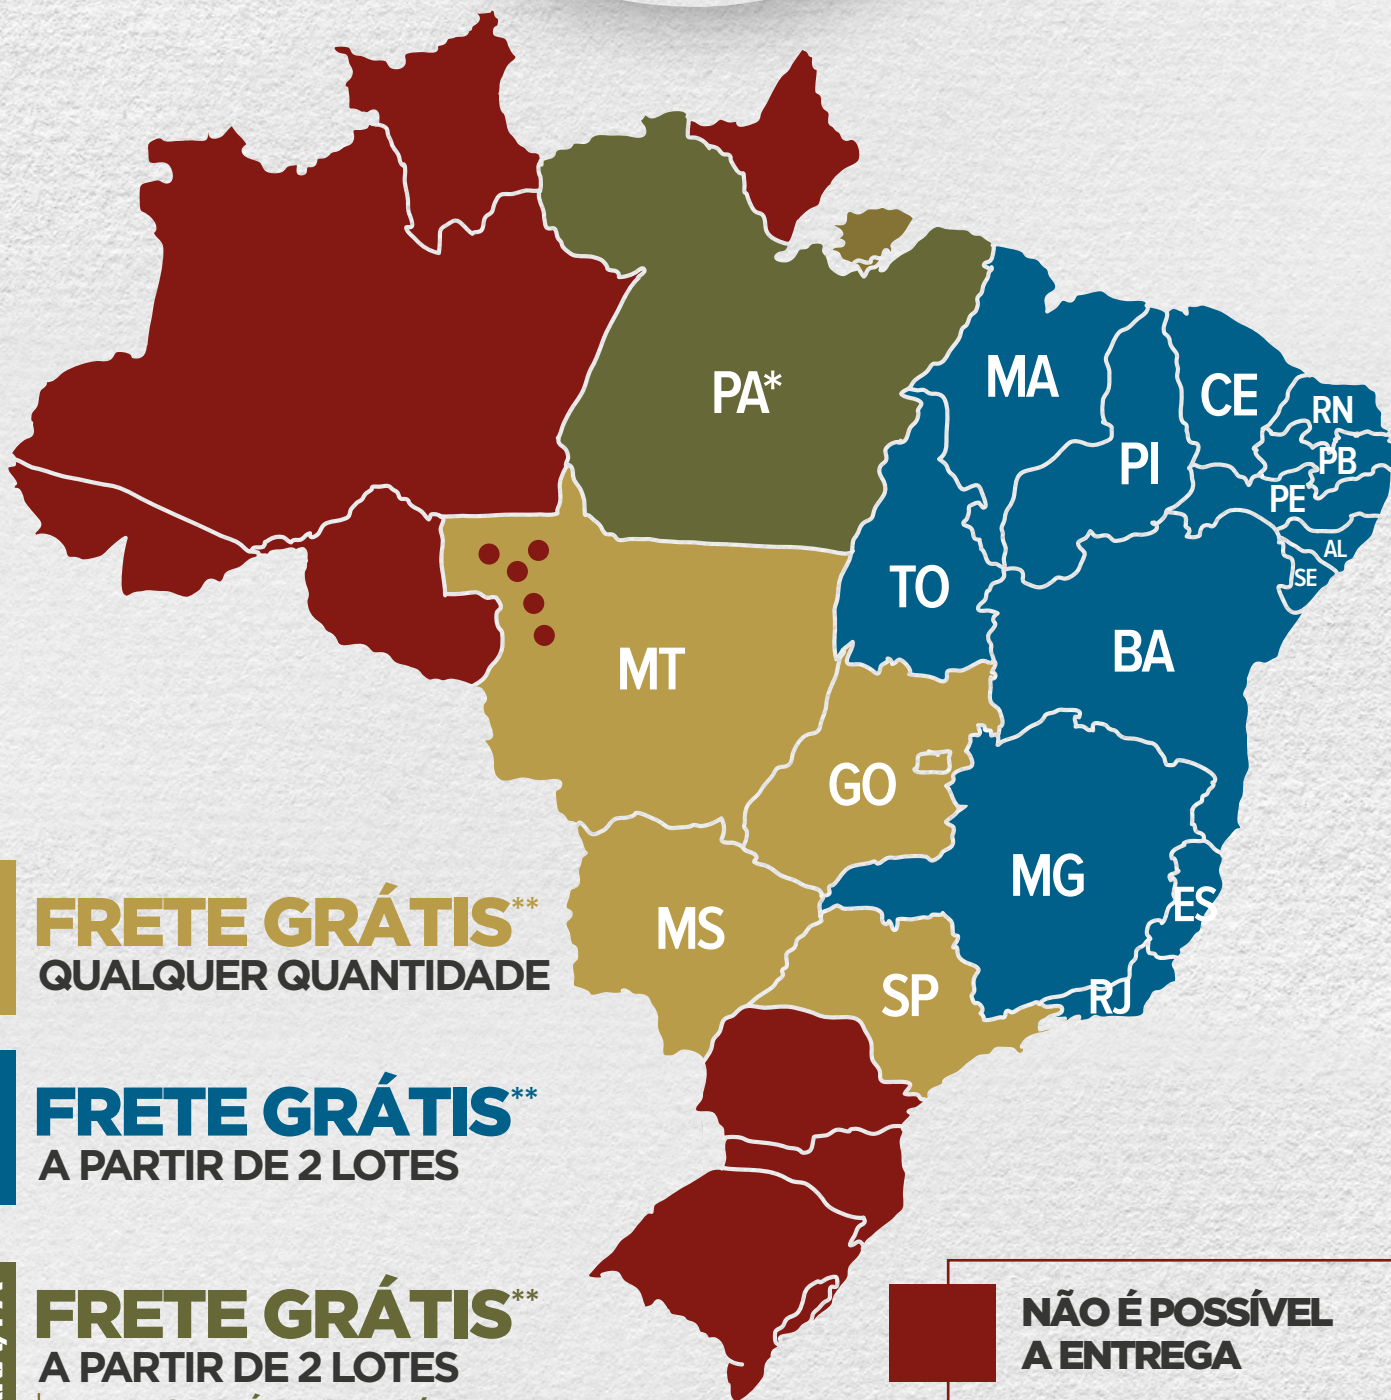 PA*
MA
CE
RN
PI
PB
PE
AL
SE
TO
BA
MT
GO
MG
ES
MS
SP
RJ
FRETE GRÁTIS**
QUALQUER QUANTIDADE
FRETE GRÁTIS**
A PARTIR DE 2 LOTES
FRETE GRÁTIS**
A PARTIR DE 2 LOTES
NÃO É POSSÍVEL
A ENTREGA